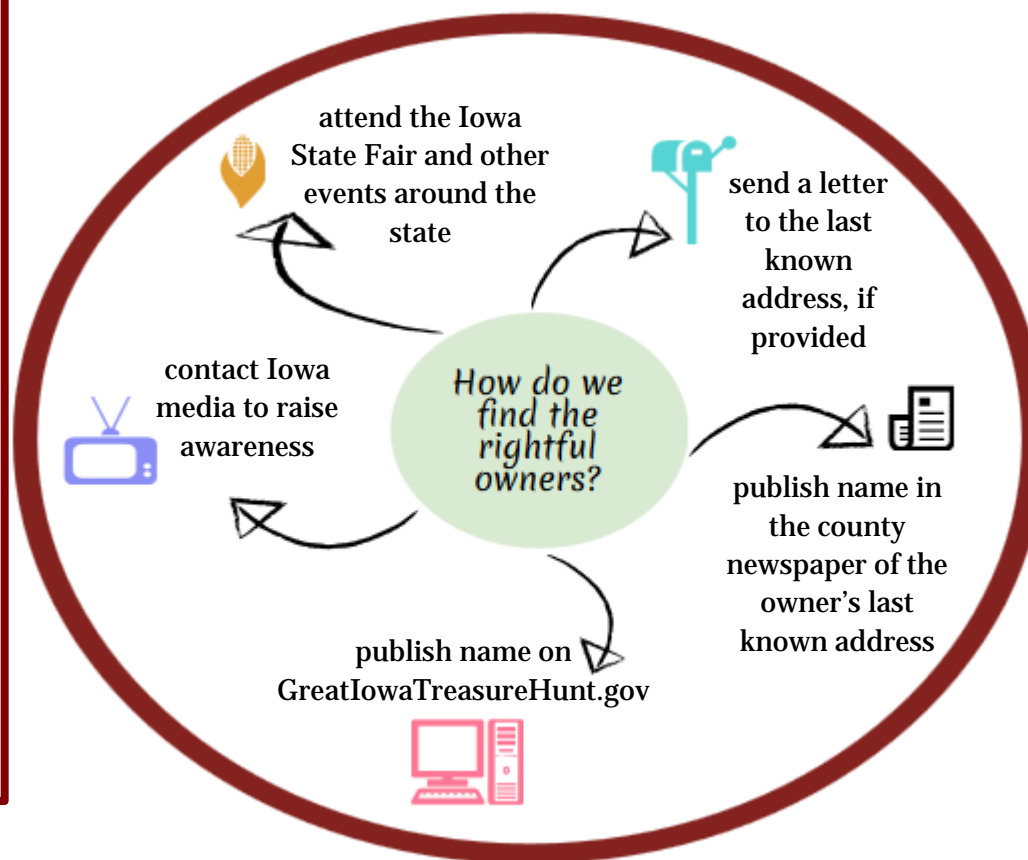 How do we
find the
rightful
owners?
attend the Iowa
State Fair and other
events around the
state
send a letter
to the last
known
address, if
provided
publish name in
the county
newspaper of the
owner's last
known address
publish name on
GreatIowaTreasureHunt.gov
contact Iowa
media to raise
awareness